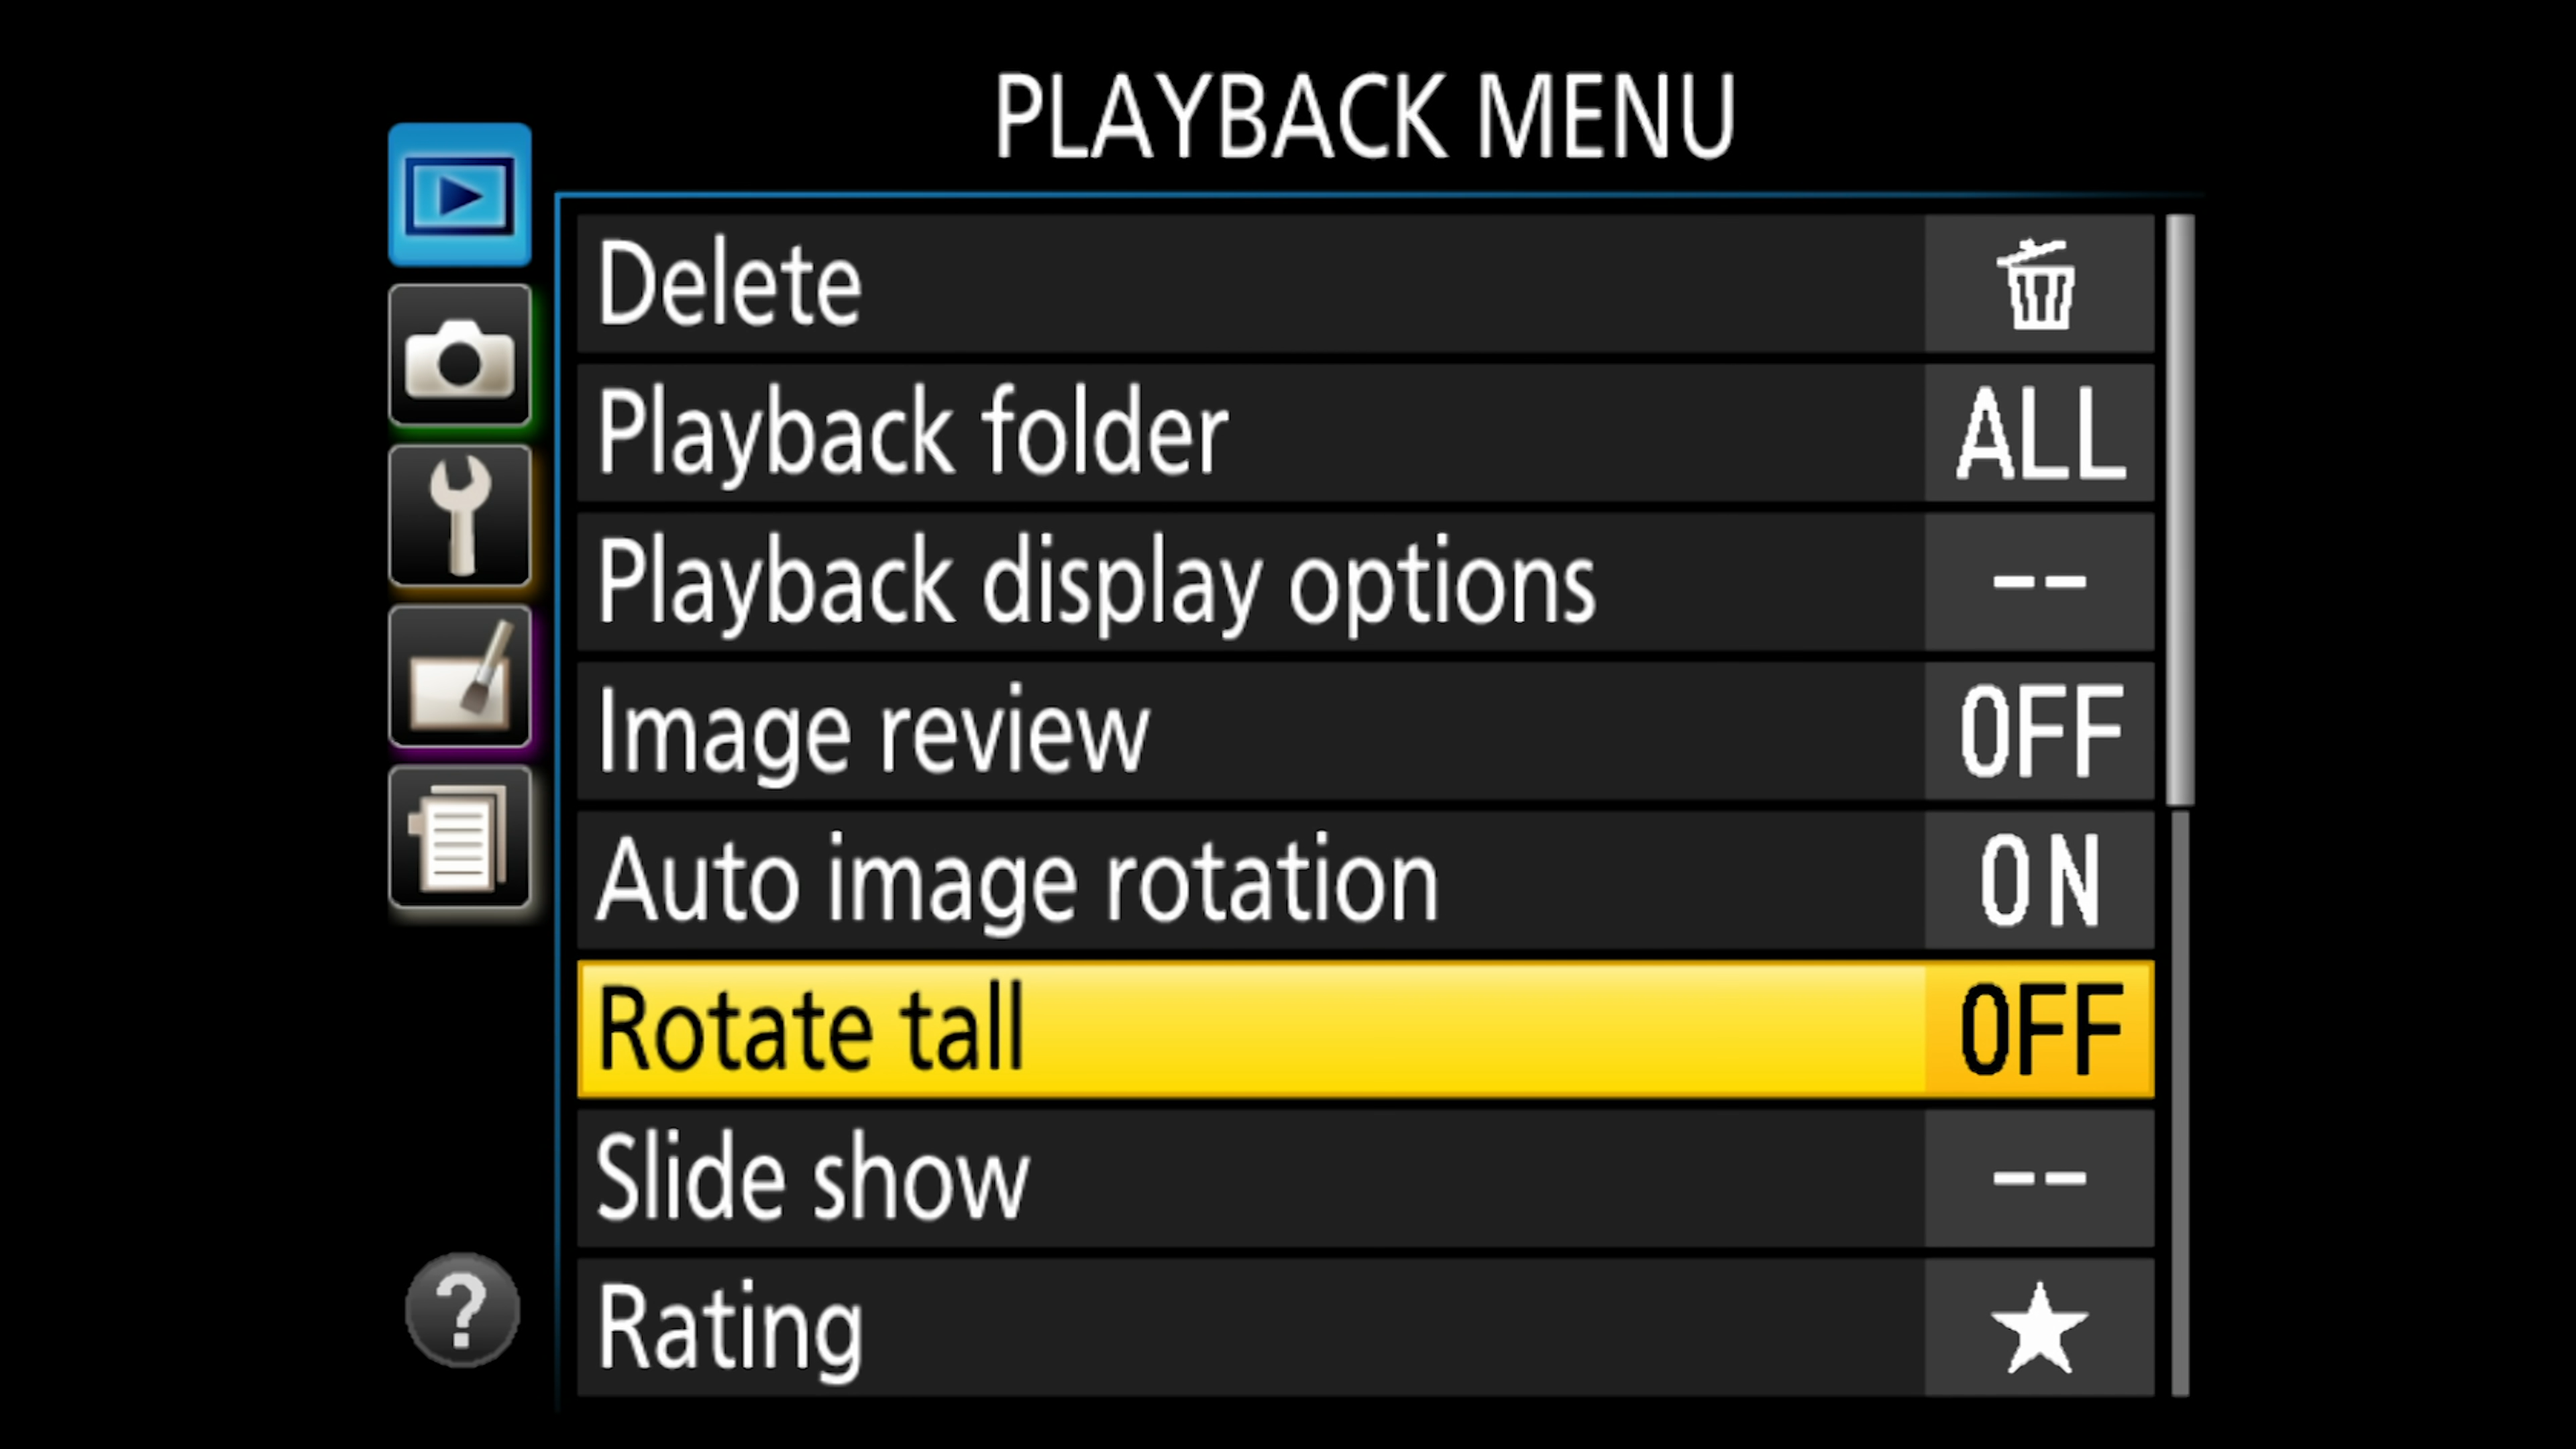 PLAYBACK MENU
Delete
Playback folder ALL
Playback display options --
Image review OFF
Auto image rotation ON
Rotate tall OFF
Slide show --
Rating
?